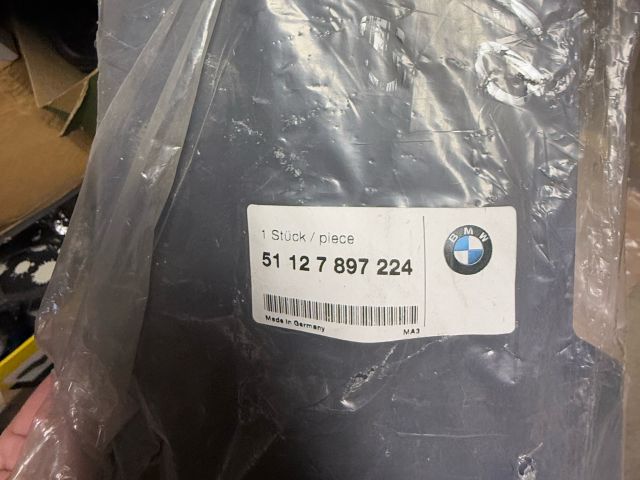 1 Stück / piece
51 12 7 897 224
Made in Germany
MA3
BMW